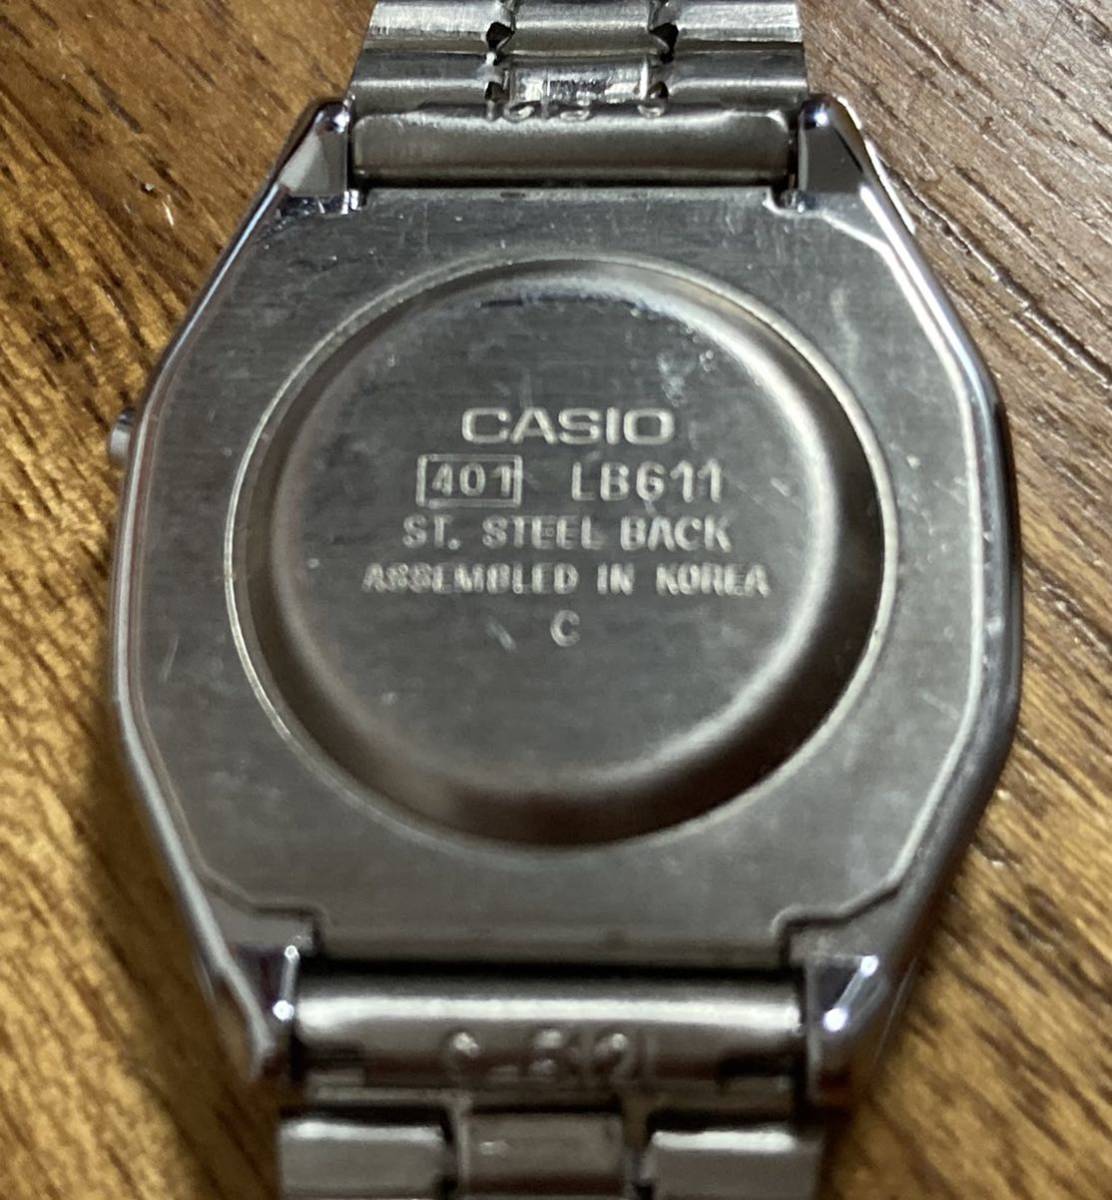 CASIO
401 LB611
ST. STEEL BACK
ASSEMBLED IN KOREA
C